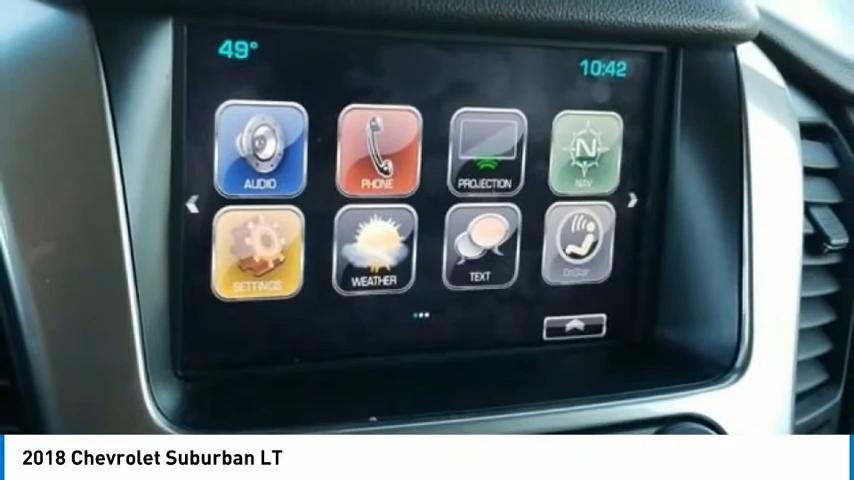 49°
10:42
AUDIO
PHONE
PROJECTION
N
NAV
SETTINGS
WEATHER
TEXT
OnStar
2018 Chevrolet Suburban LT